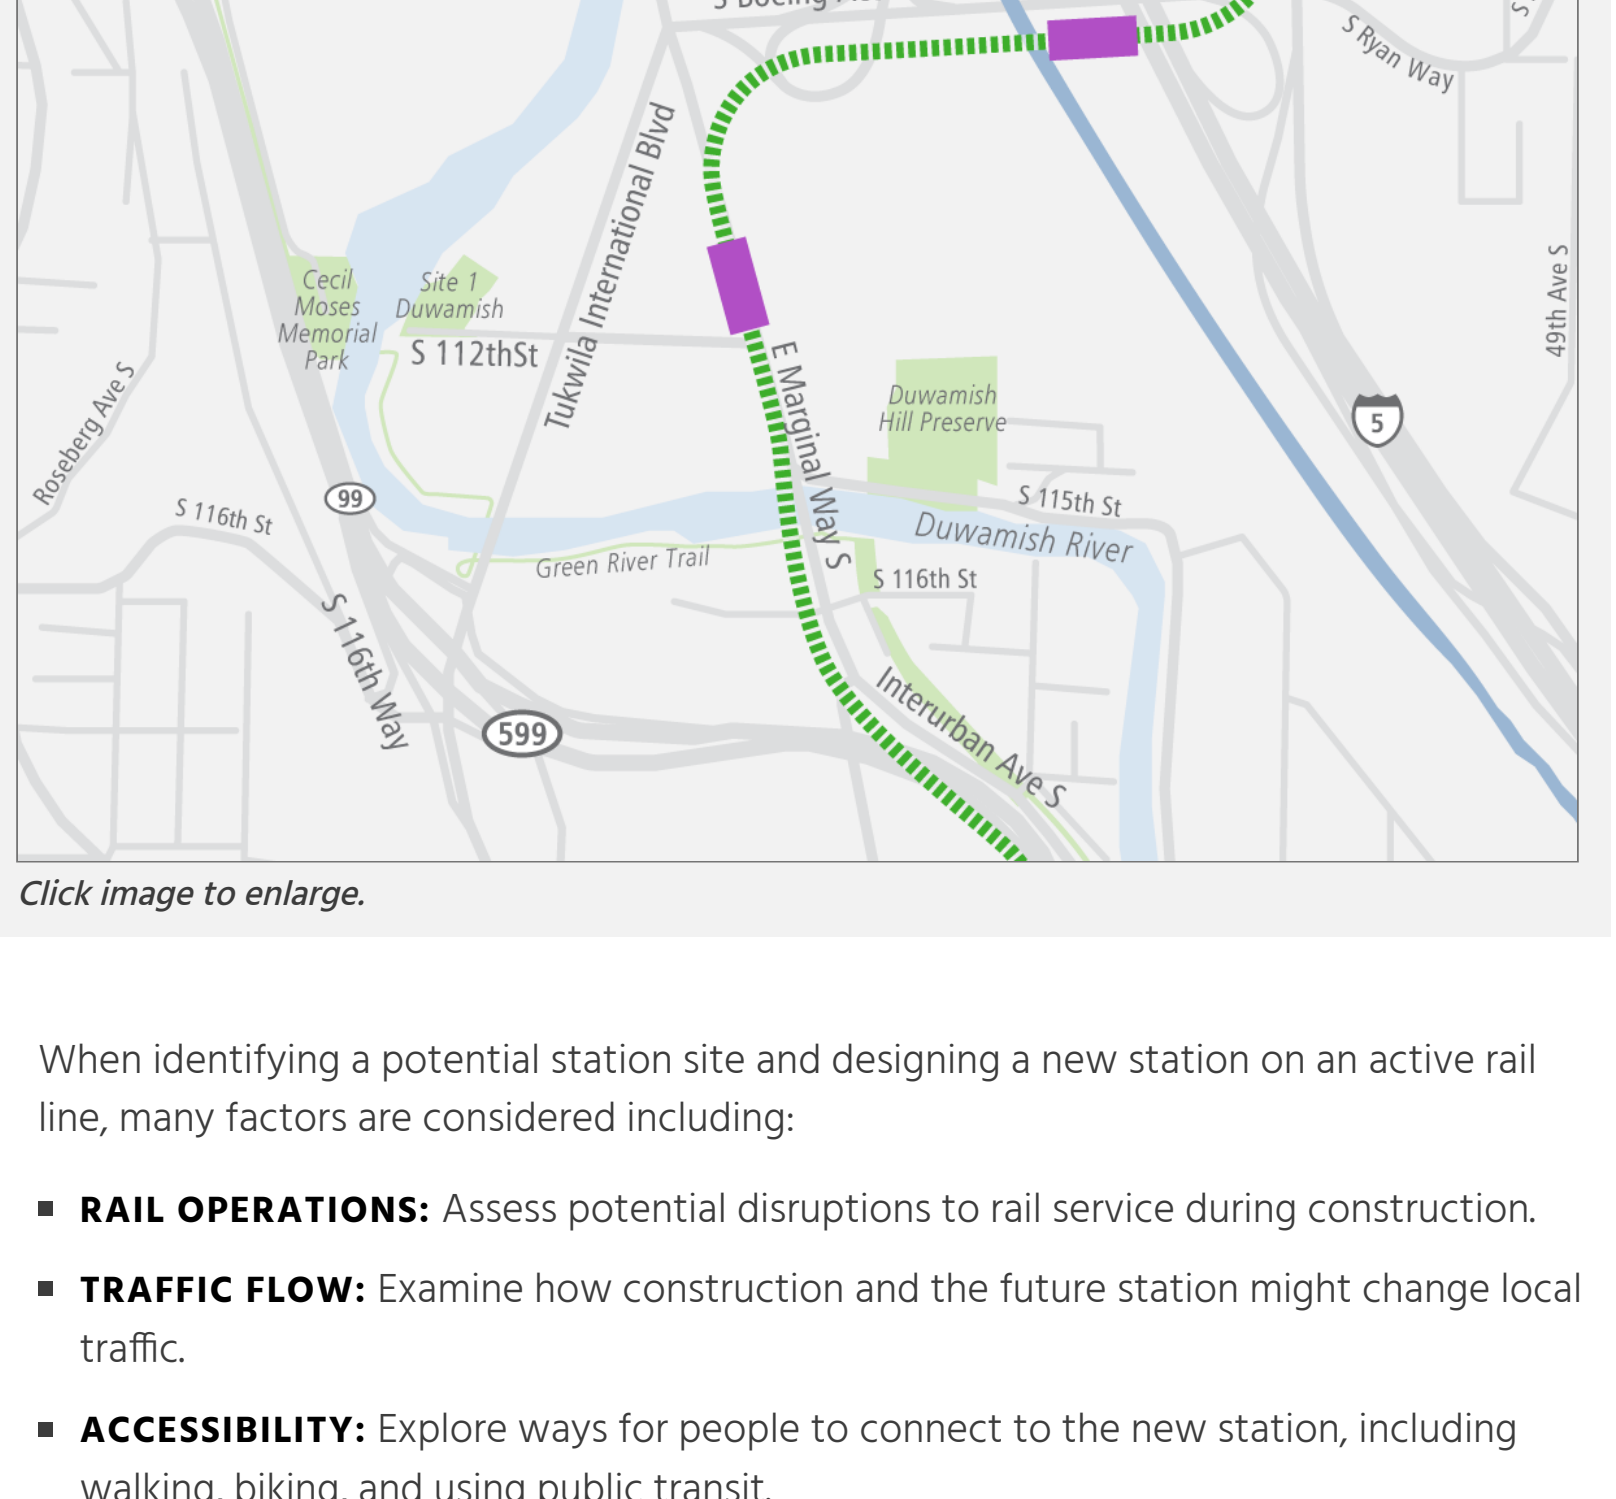 S Boeing
S Ryan Way
Tukwila International Blvd
49th Ave S
Cecil
Moses
Memorial
Park
Site 1
Duwamish
S 112thSt
E Marginal Way S
Duwamish
Hill Preserve
5
Roseberg Ave S
99
S 116th St
S 115th St
Duwamish River
Green River Trail
S 116th St
S 116th Way
599
Interurban Ave S
Click image to enlarge.
When identifying a potential station site and designing a new station on an active rail
line, many factors are considered including:
RAIL OPERATIONS: Assess potential disruptions to rail service during construction.
TRAFFIC FLOW: Examine how construction and the future station might change local
traffic.
ACCESSIBILITY: Explore ways for people to connect to the new station, including
walking, biking, and using public transit.